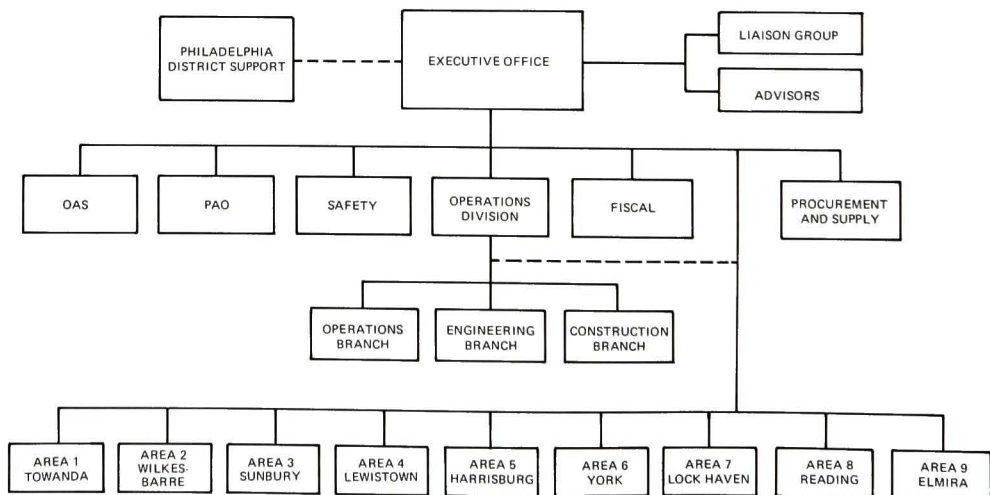 PHILADELPHIA
DISTRICT SUPPORT
EXECUTIVE OFFICE
LIAISON GROUP
ADVISORS
OAS
PAO
SAFETY
OPERATIONS
DIVISION
FISCAL
PROCUREMENT
AND SUPPLY
OPERATIONS
BRANCH
ENGINEERING
BRANCH
CONSTRUCTION
BRANCH
AREA 1
TOWANDA
AREA 2
WILKES-
BARRE
AREA 3
SUNBURY
AREA 4
LEWISTOWN
AREA 5
HARRISBURG
AREA 6
YORK
AREA 7
LOCK HAVEN
AREA 8
READING
AREA 9
ELMIRA